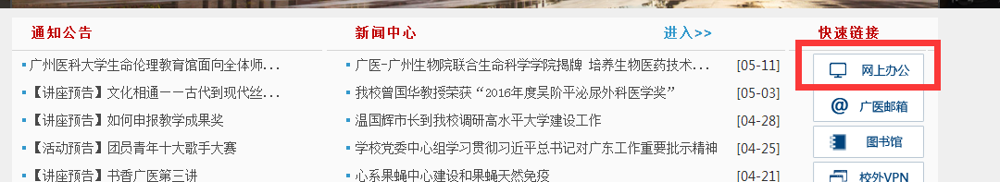 通知公告
广州医科大学生命伦理教育馆面向全体师...
【讲座预告】文化相通——古代到现代丝...
【讲座预告】如何申报教学成果奖
【活动预告】团员青年十大歌手大赛
【讲座预告】书香广医第三讲
新闻中心 进入>>
广医-广州生物院联合生命科学学院揭牌 培养生物医药技术... [05-11]
我校曾国华教授荣获“2016年度吴阶平泌尿外科医学奖” [05-03]
温国辉市长到我校调研高水平大学建设工作 [04-28]
学校党委中心组学习贯彻习近平总书记对广东工作重要批示精神 [04-25]
心系果蝇中心建设和果蝇天然免疫 [04-21]
快速链接
网上办公
@ 广医邮箱
图书馆
校外VPN